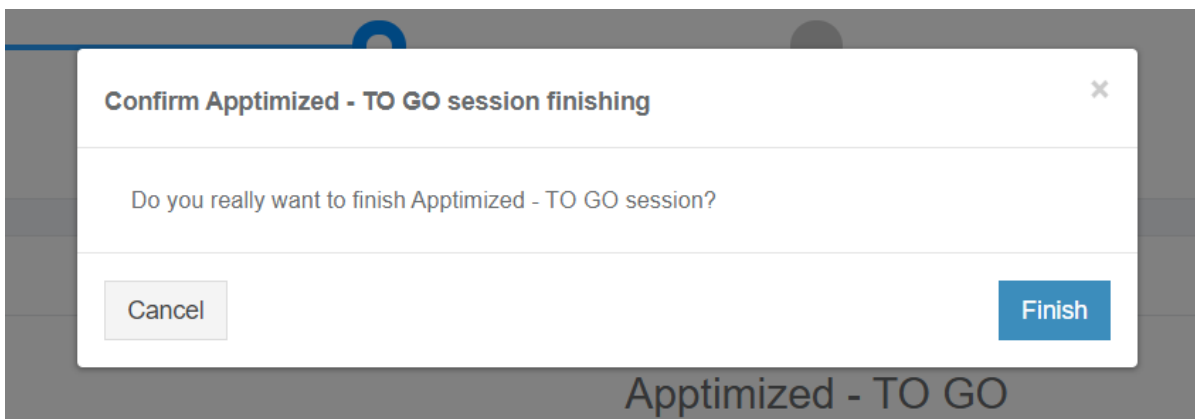 Confirm Apptimized - TO GO session finishing ×
Do you really want to finish Apptimized - TO GO session?
Cancel Finish
Apptimized - TO GO